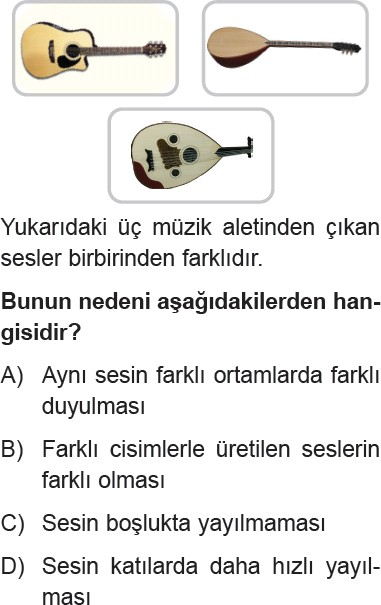 Yukarıdaki üç müzik aletinden çıkan
sesler birbirinden farklıdır.
Bunun nedeni aşağıdakilerden han-
gisidir?
A) Aynı sesin farklı ortamlarda farklı
duyulması
B) Farklı cisimlerle üretilen seslerin
farklı olması
C) Sesin boşlukta yayılmaması
D) Sesin katılarda daha hızlı yayıl-
ması